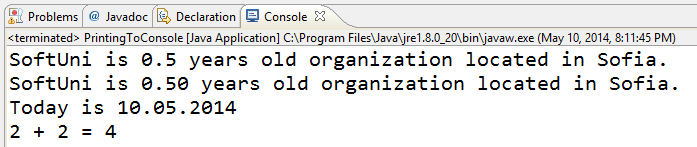 Problems @ Javadoc Declaration Console
<terminated> PrintingToConsole [Java Application] C:\Program Files\Java\jre1.8.0_20\bin\javaw.exe (May 10, 2014, 8:11:45 PM)
SoftUni is 0.5 years old organization located in Sofia.
SoftUni is 0.50 years old organization located in Sofia.
Today is 10.05.2014
2 + 2 = 4